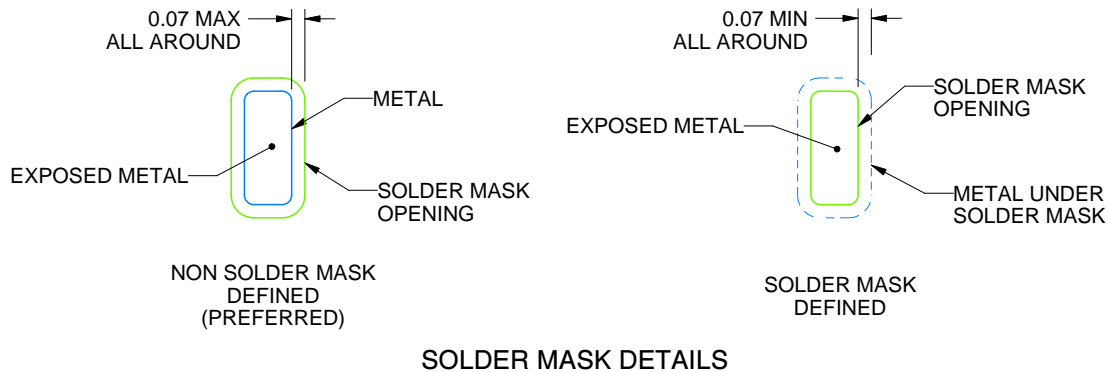 0.07 MAX
ALL AROUND
METAL
EXPOSED METAL
SOLDER MASK
OPENING
NON SOLDER MASK
DEFINED
(PREFERRED)
0.07 MIN
ALL AROUND
SOLDER MASK
OPENING
EXPOSED METAL
METAL UNDER
SOLDER MASK
SOLDER MASK
DEFINED
SOLDER MASK DETAILS